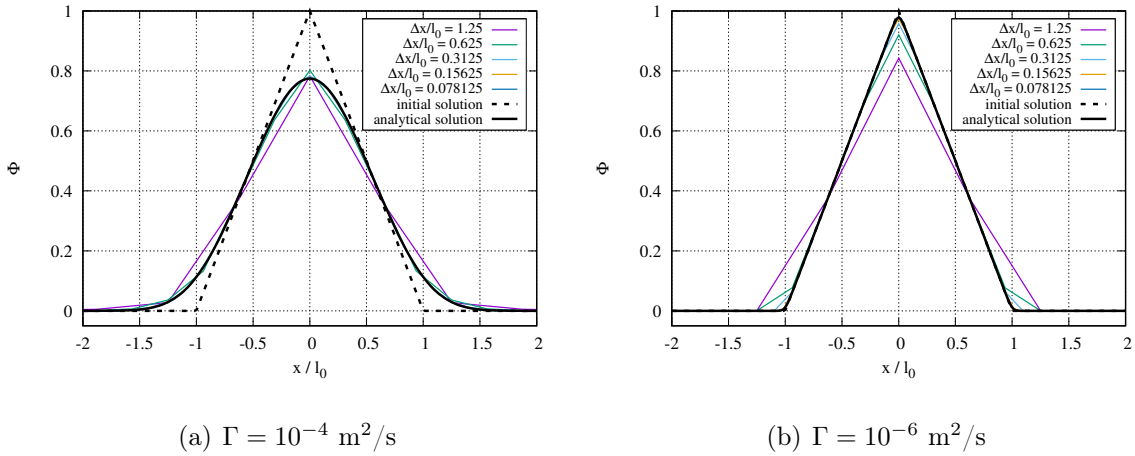 Φ
1
0.8
0.6
0.4
0.2
0
-2 -1.5 -1 -0.5 0 0.5 1 1.5 2
x / l0
Δx/l0 = 1.25
Δx/l0 = 0.625
Δx/l0 = 0.3125
Δx/l0 = 0.15625
Δx/l0 = 0.078125
initial solution
analytical solution
(a) Γ = 10⁻⁴ m²/s
Φ
1
0.8
0.6
0.4
0.2
0
-2 -1.5 -1 -0.5 0 0.5 1 1.5 2
x / l0
Δx/l0 = 1.25
Δx/l0 = 0.625
Δx/l0 = 0.3125
Δx/l0 = 0.15625
Δx/l0 = 0.078125
initial solution
analytical solution
(b) Γ = 10⁻⁶ m²/s